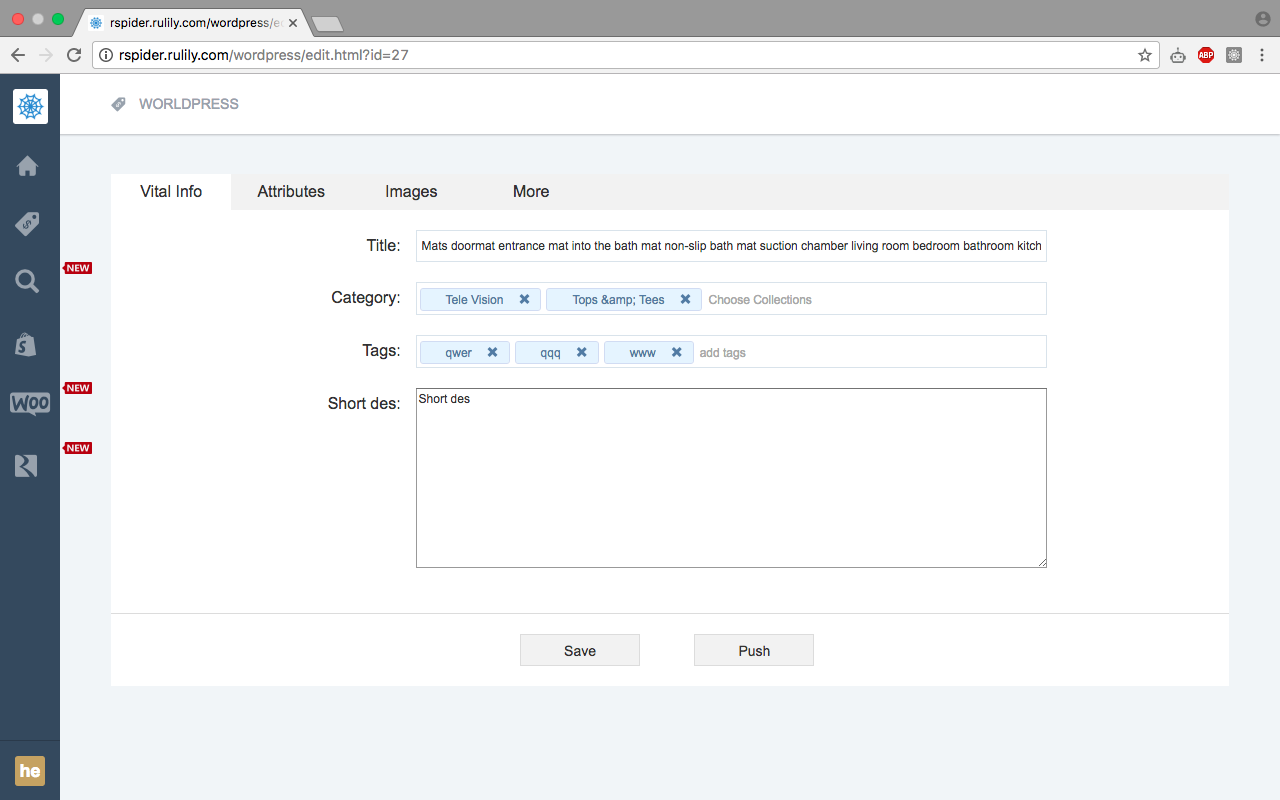 rspider.rulily.com/wordpress/e
rspider.rulily.com/wordpress/edit.html?id=27
ABP
WORLDPRESS
Vital Info Attributes Images More
Title: Mats doormat entrance mat into the bath mat non-slip bath mat suction chamber living room bedroom bathroom kitch
NEW
Category: Tele Vision Tops &amp; Tees Choose Collections
Tags: qwer qqq www add tags
NEW
Short des: Short des
WOO
NEW
Save Push
he